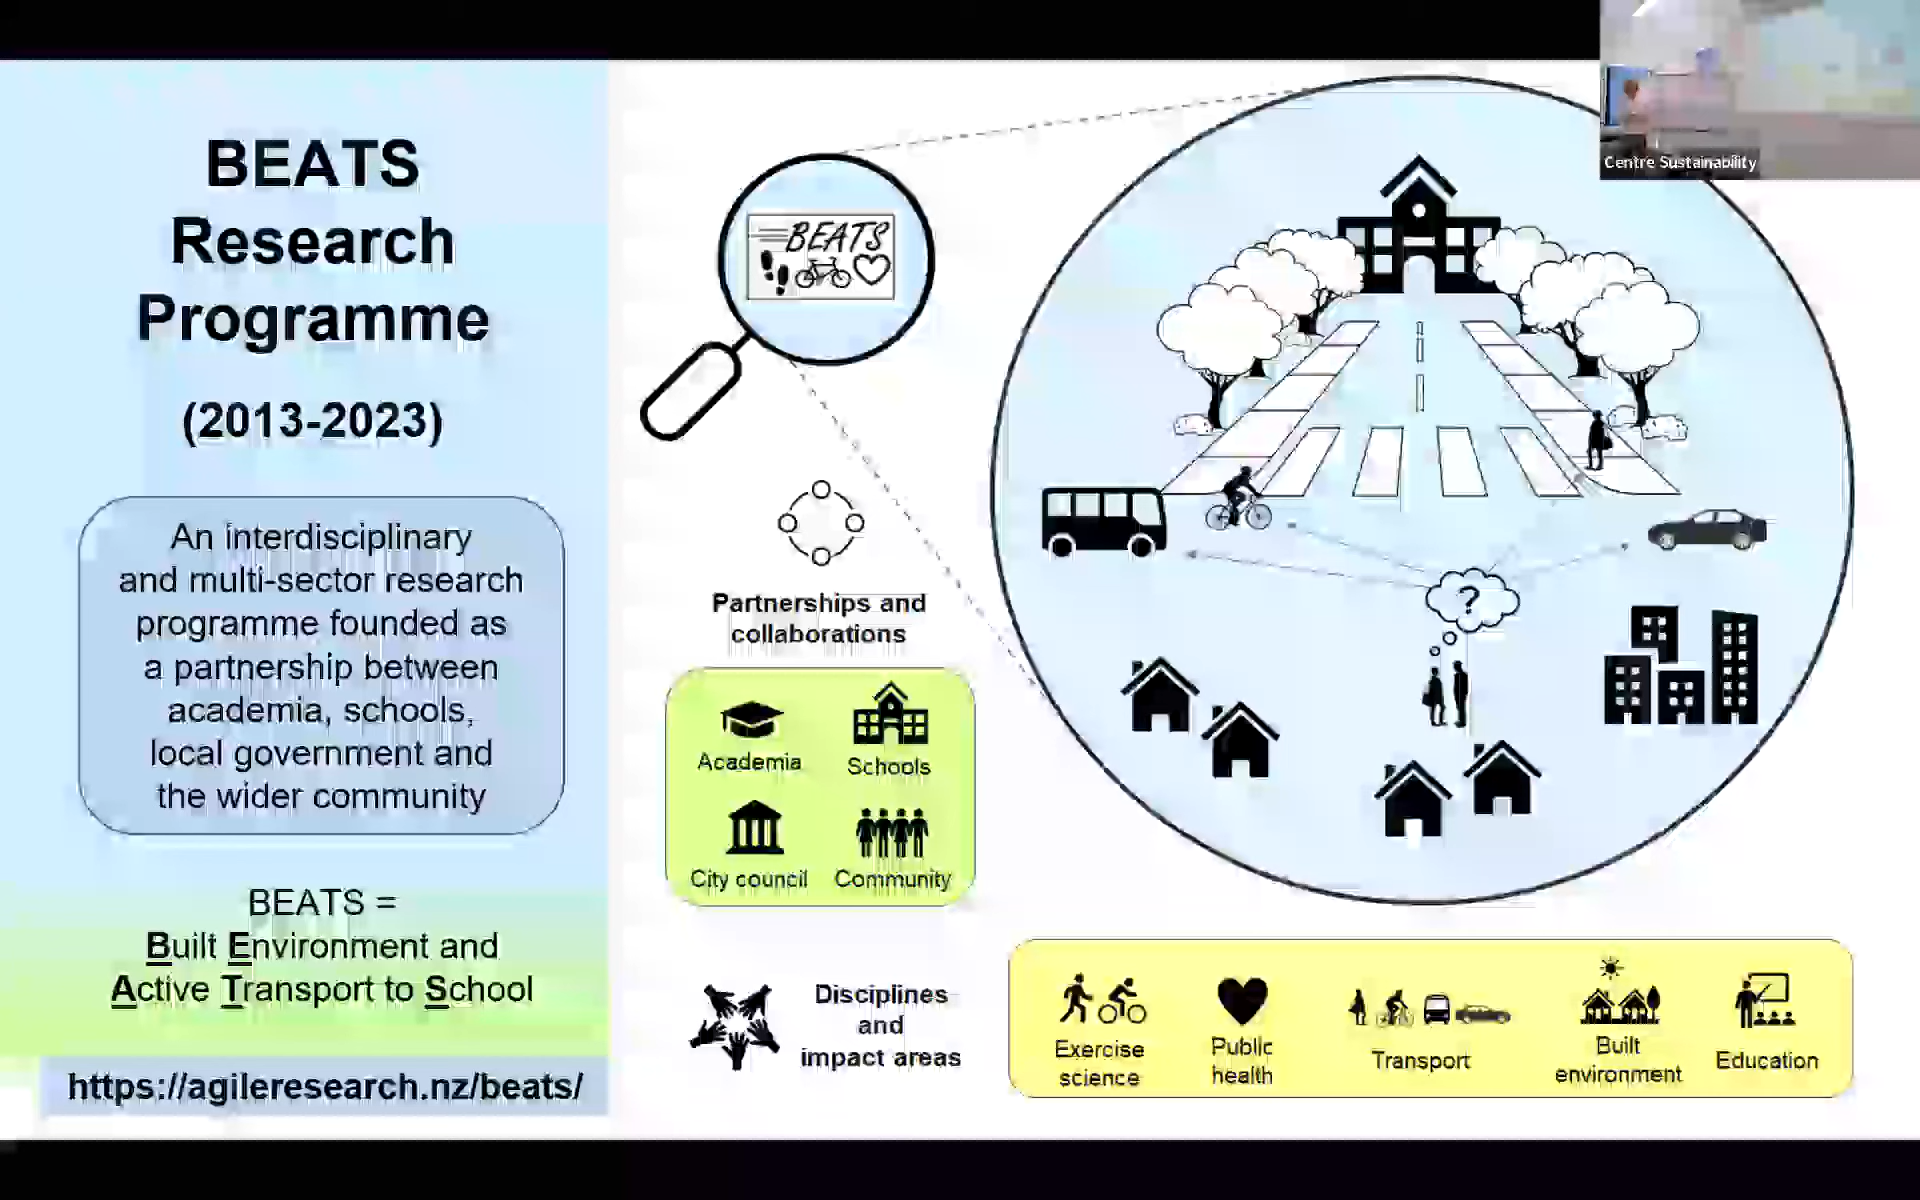 BEATS
Research
Programme
(2013-2023)
An interdisciplinary
and multi-sector research
programme founded as
a partnership between
academia, schools,
local government and
the wider community
BEATS =
Built Environment and
Active Transport to School
https://agileresearch.nz/beats/
BEATS
Partnerships and
collaborations
Academia
Schools
City council
Community
Disciplines
and
impact areas
?
Exercise
science
Public
health
Transport
Built
environment
Education
Centre Sustainability